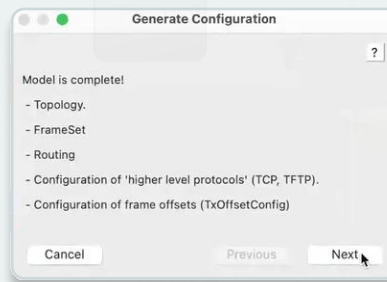 Generate Configuration
?
Model is complete!
- Topology.
- FrameSet
- Routing
- Configuration of 'higher level protocols' (TCP, TFTP).
- Configuration of frame offsets (TxOffsetConfig)
Cancel
Previous
Next